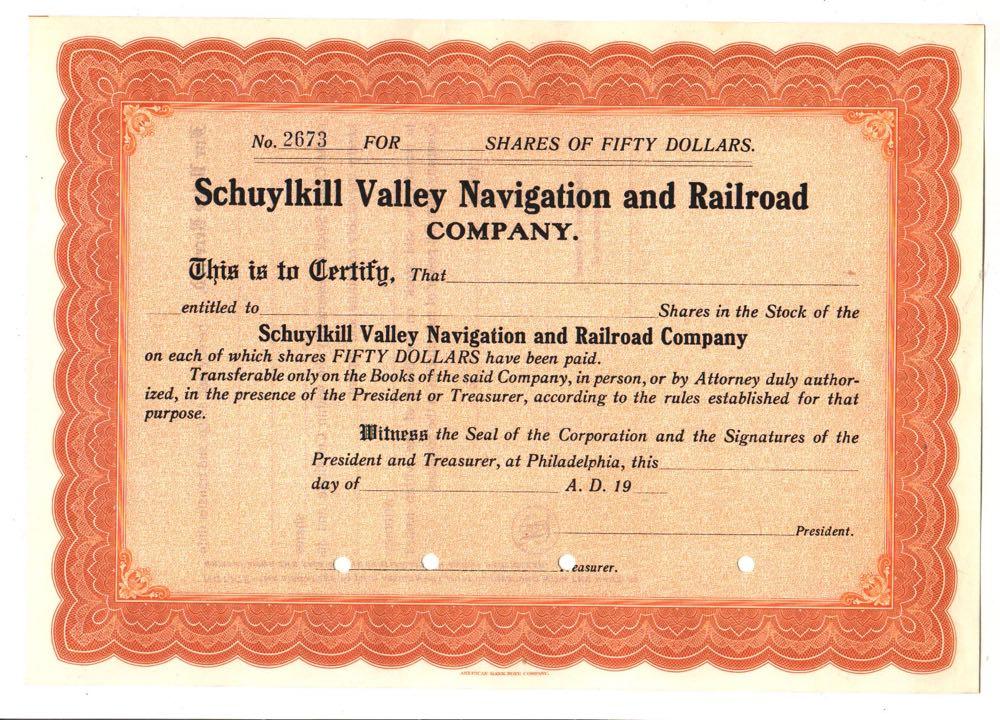 No. 2673 FOR SHARES OF FIFTY DOLLARS.
Schuylkill Valley Navigation and Railroad
COMPANY.
This is to Certify, That
entitled to Shares in the Stock of the
Schuylkill Valley Navigation and Railroad Company
on each of which shares FIFTY DOLLARS have been paid.
Transferable only on the Books of the said Company, in person, or by Attorney duly author-
ized, in the presence of the President or Treasurer, according to the rules established for that
purpose.
Witness the Seal of the Corporation and the Signatures of the
President and Treasurer, at Philadelphia, this
day of A. D. 19
President.
easurer.
AMERICAN BANK NOTE COMPANY.